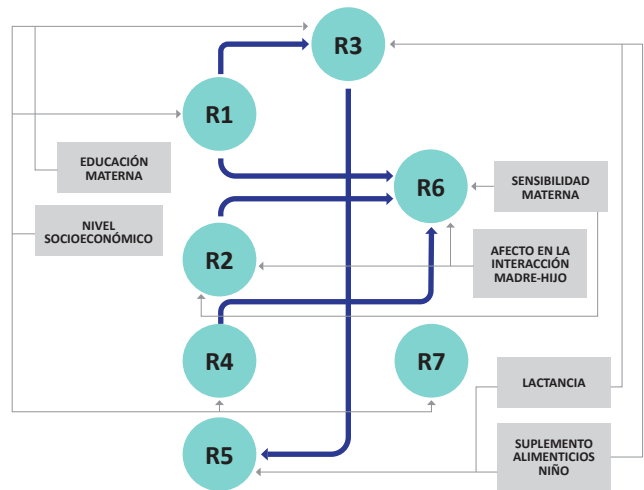 R3
R1
EDUCACIÓN
MATERNA
R6
SENSIBILIDAD
MATERNA
NIVEL
SOCIOECONÓMICO
R2
AFECTO EN LA
INTERACCIÓN
MADRE-HIJO
R4
R7
LACTANCIA
R5
SUPLEMENTO
ALIMENTICIOS
NIÑO